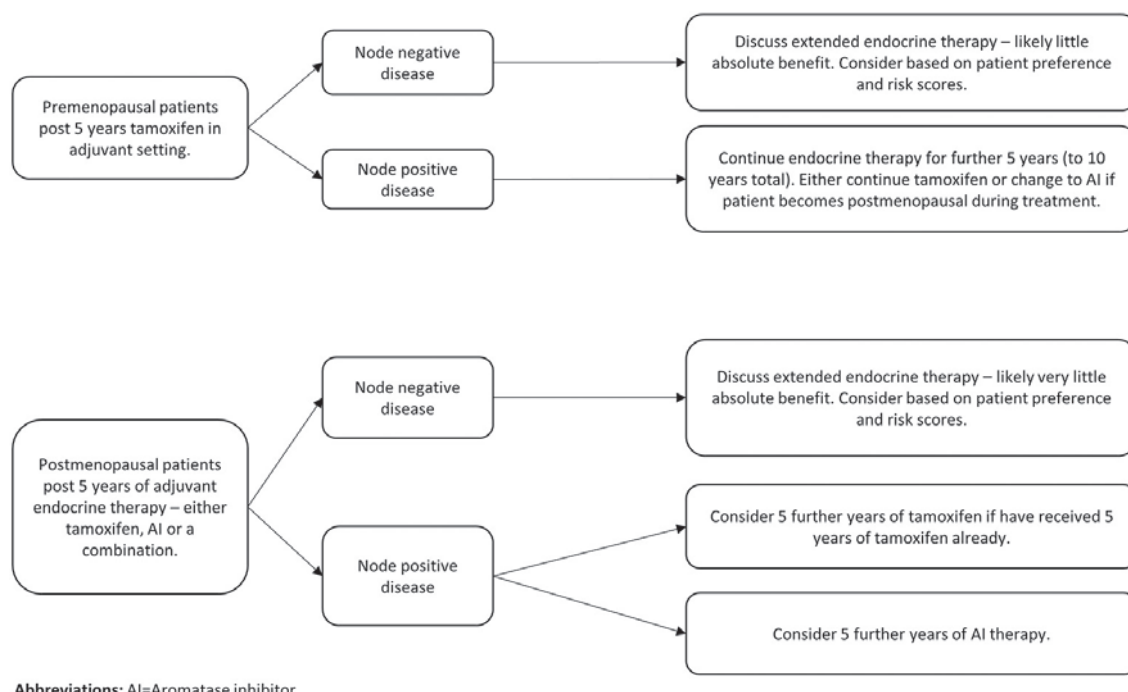 Premenopausal patients
post 5 years tamoxifen in
adjuvant setting.
Node negative
disease
Discuss extended endocrine therapy – likely little
absolute benefit. Consider based on patient preference
and risk scores.
Node positive
disease
Continue endocrine therapy for further 5 years (to 10
years total). Either continue tamoxifen or change to AI if
patient becomes postmenopausal during treatment.
Postmenopausal patients
post 5 years of adjuvant
endocrine therapy – either
tamoxifen, AI or a
combination.
Node negative
disease
Discuss extended endocrine therapy – likely very little
absolute benefit. Consider based on patient preference
and risk scores.
Node positive
disease
Consider 5 further years of tamoxifen if have received 5
years of tamoxifen already.
Consider 5 further years of AI therapy.
Abbreviations: AI=Aromatase inhibitor